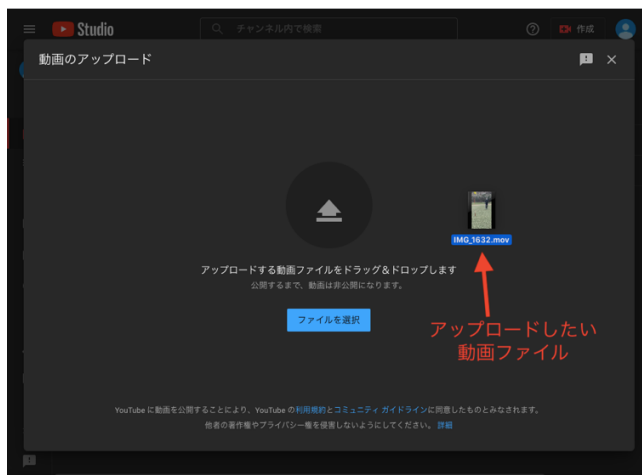 Studio
チャンネル内で検索
作成
動画のアップロード
IMG_1632.mov
アップロードする動画ファイルをドラッグ＆ドロップします
公開するまで、動画は非公開になります。
ファイルを選択
アップロードしたい
動画ファイル
YouTube に動画を公開することにより、YouTube の利用規約とコミュニティ ガイドラインに同意したものとみなされます。
他者の著作権やプライバシー権を侵害しないようにしてください。 詳細